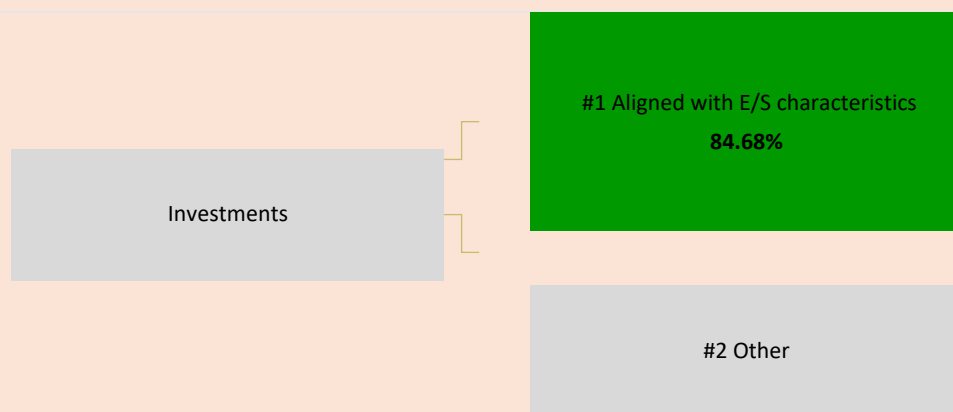 #1 Aligned with E/S characteristics
84.68%
Investments
#2 Other